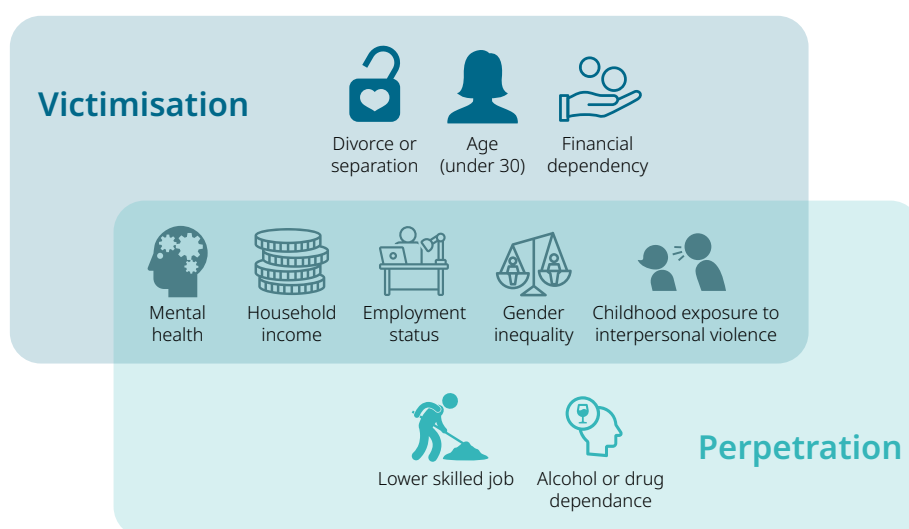 Victimisation
Divorce or
separation
Age
(under 30)
Financial
dependency
Mental
health
Household
income
Employment
status
Gender
inequality
Childhood exposure to
interpersonal violence
Lower skilled job
Alcohol or drug
dependance
Perpetration